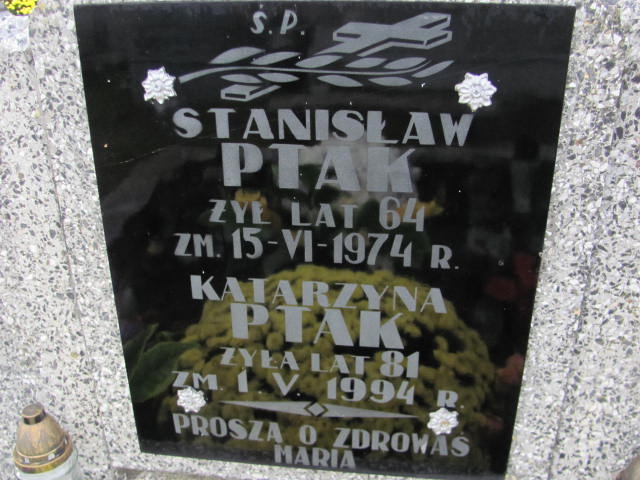 Ś.P.
STANISŁAW
PTAK
ŻYŁ LAT 64
ZM. 15-VI-1974 R.
KATARZYNA
PTAK
ŻYŁA LAT 81
ZM. 1.V.1994 R.
PROSZĄ O ZDROWAŚ
MARIA